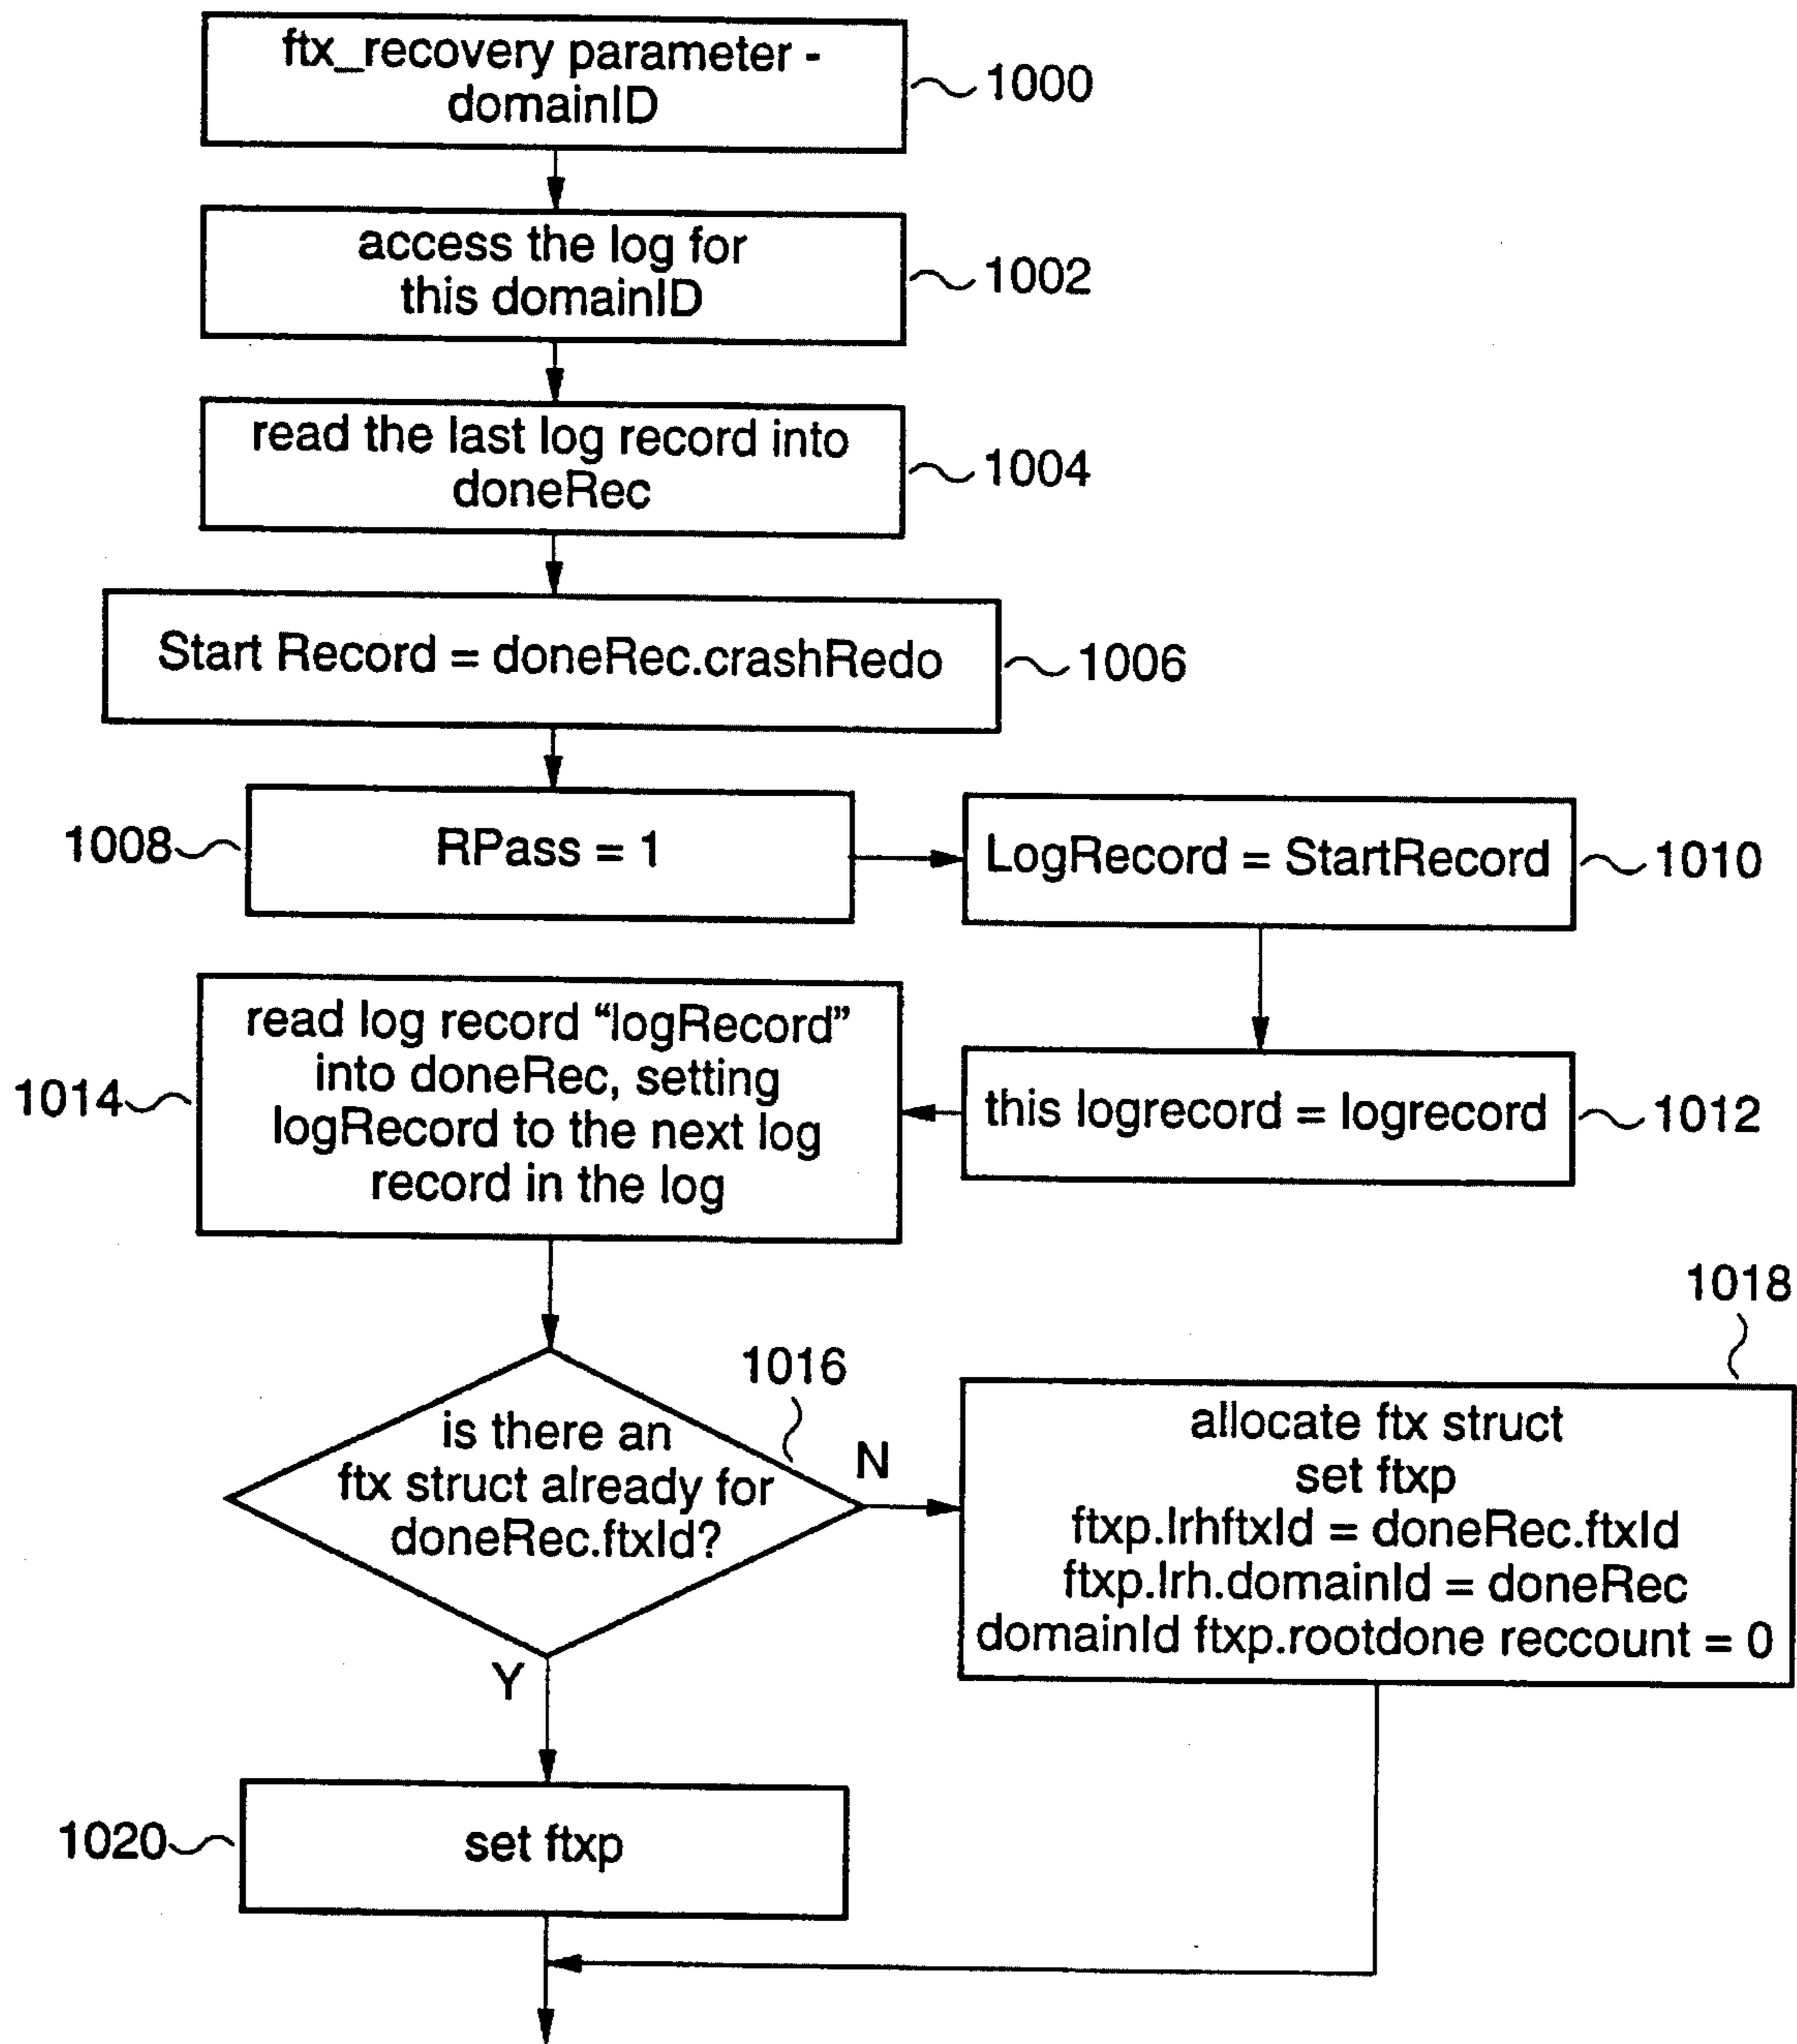 ftx_recovery parameter -
domainID
1000
access the log for
this domainID
1002
read the last log record into
doneRec
1004
Start Record = doneRec.crashRedo
1006
1008
RPass = 1
LogRecord = StartRecord
1010
read log record “logRecord”
into doneRec, setting
logRecord to the next log
record in the log
1014
this logrecord = logrecord
1012
1018
1016
is there an
ftx struct already for
doneRec.ftxId?
N
Y
allocate ftx struct
set ftxp
ftxp.lrhftxId = doneRec.ftxId
ftxp.lrh.domainId = doneRec
domainId ftxp.rootdone reccount = 0
1020
set ftxp